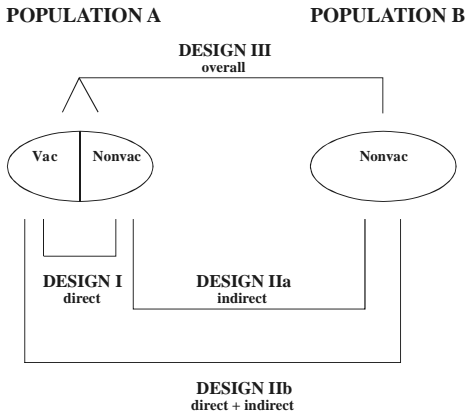 POPULATION A
POPULATION B
DESIGN III
overall
Vac
Nonvac
Nonvac
DESIGN I
direct
DESIGN IIa
indirect
DESIGN IIb
direct + indirect